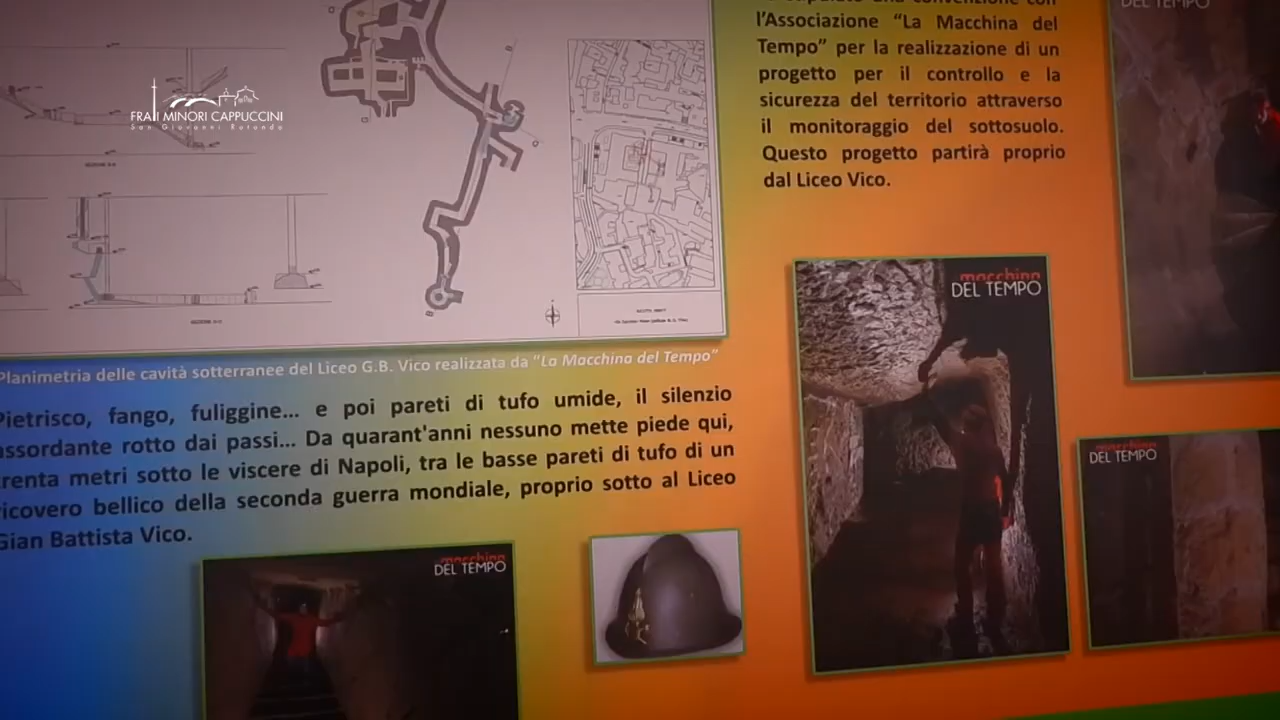 FRATI MINORI CAPPUCCINI
San Giovanni Rotondo
l'Associazione "La Macchina del
Tempo" per la realizzazione di un
progetto per il controllo e la
sicurezza del territorio attraverso
il monitoraggio del sottosuolo.
Questo progetto partirà proprio
dal Liceo Vico.
DEL TEMPO
Planimetria delle cavità sotterranee del Liceo G.B. Vico realizzata da "La Macchina del Tempo"
Pietrisco, fango, fuliggine... e poi pareti di tufo umide, il silenzio
assordante rotto dai passi... Da quarant'anni nessuno mette piede qui,
trenta metri sotto le viscere di Napoli, tra le basse pareti di tufo di un
ricovero bellico della seconda guerra mondiale, proprio sotto al Liceo
Gian Battista Vico.
macchina
DEL TEMPO
macchina
DEL TEMPO
macchina
DEL TEMPO